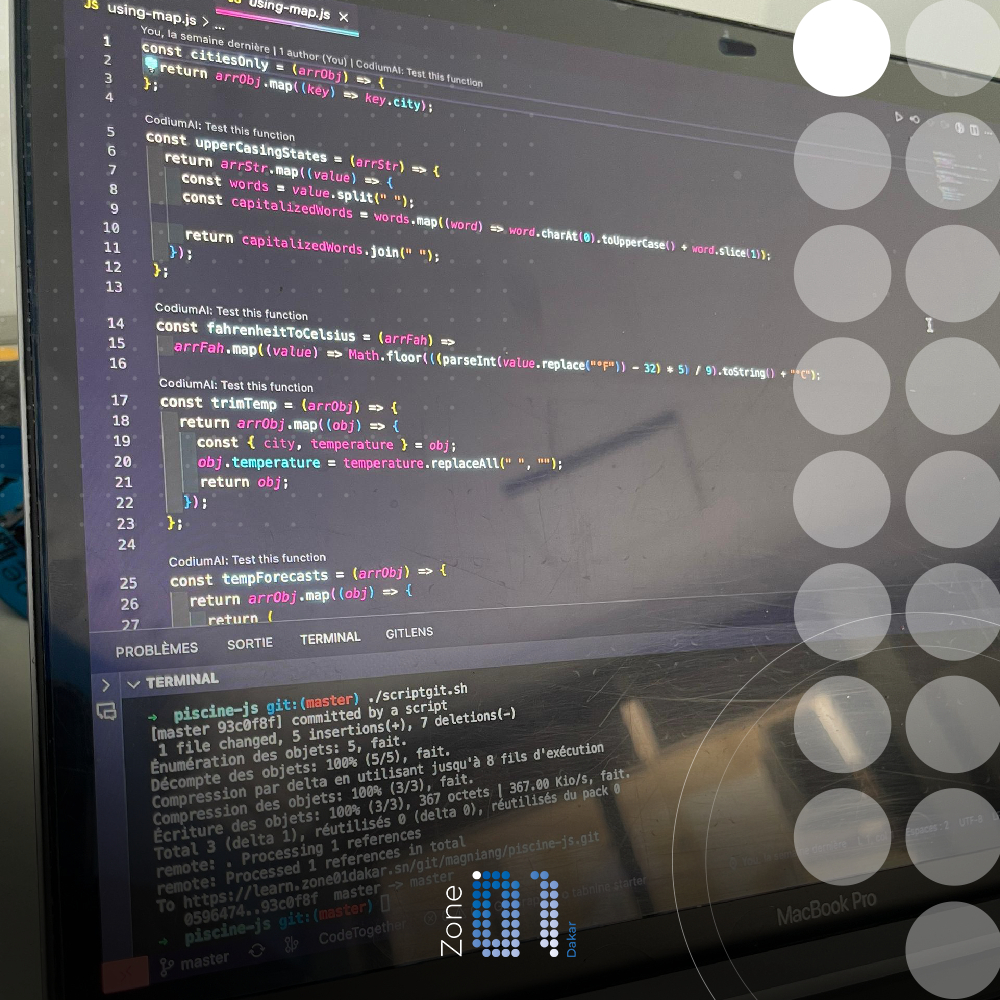 JS using-map.js > ...
using-map.js ×
You, la semaine dernière | 1 author (You) | CodiumAI: Test this function
1 const citiesOnly = (arrObj) => {
2 return arrObj.map((key) => key.city);
3 };
4
CodiumAI: Test this function
5 const upperCasingStates = (arrStr) => {
6 return arrStr.map((value) => {
7 const words = value.split(" ");
8 const capitalizedWords = words.map((word) => word.charAt(0).toUpperCase() + word.slice(1));
9
10 return capitalizedWords.join(" ");
11 });
12 };
13
CodiumAI: Test this function
14 const fahrenheitToCelsius = (arrFah) =>
15 arrFah.map((value) => Math.floor(((parseInt(value.replace("°F")) - 32) * 5) / 9).toString() + "°C");
16
CodiumAI: Test this function
17 const trimTemp = (arrObj) => {
18 return arrObj.map((obj) => {
19 const { city, temperature } = obj;
20 obj.temperature = temperature.replaceAll(" ", "");
21 return obj;
22 });
23 };
24
CodiumAI: Test this function
25 const tempForecasts = (arrObj) => {
26 return arrObj.map((obj) => {
27 return (
PROBLÈMES SORTIE TERMINAL GITLENS
TERMINAL
→ piscine-js git:(master) ./scriptgit.sh
[master 93c0f8f] committed by a script
1 file changed, 5 insertions(+), 7 deletions(-)
Énumération des objets: 5, fait.
Décompte des objets: 100% (5/5), fait.
Compression par delta en utilisant jusqu'à 8 fils d'exécution
Compression des objets: 100% (3/3), fait.
Écriture des objets: 100% (3/3), 367 octets | 367.00 Kio/s, fait.
Total 3 (delta 1), réutilisés 0 (delta 0), réutilisés du pack 0
remote: . Processing 1 references
remote: Processed 1 references in total
To https://learn.zone01dakar.sn/git/magniang/piscine-js.git
0596474..93c0f8f master -> master
→ piscine-js git:(master)
master CodeTogether tabnine starter
UTF-8
MacBook Pro
Zone 01 Dakar